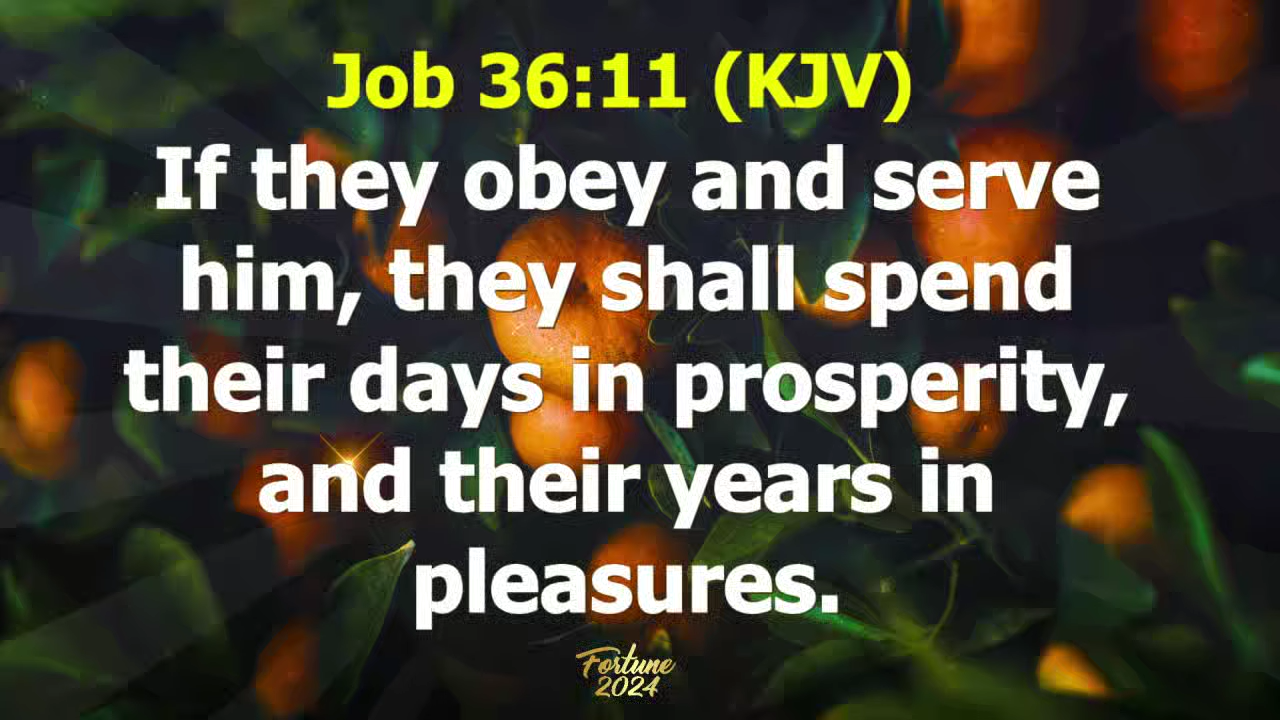 Job 36:11 (KJV)
If they obey and serve
him, they shall spend
their days in prosperity,
and their years in
pleasures.
Fortune
2024